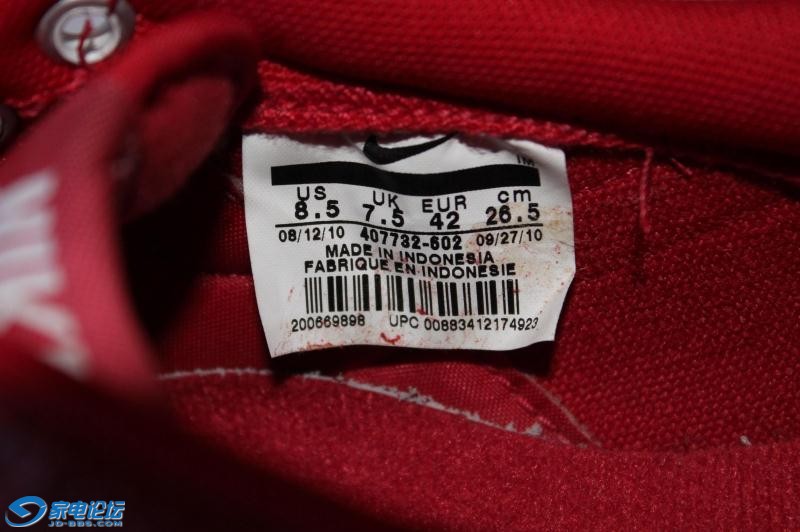 TM
US UK EUR cm
8.5 7.5 42 26.5
08/12/10 407732-602 09/27/10
MADE IN INDONESIA
FABRIQUE EN INDONESIE
200669898 UPC 00883412174923
NIK
家电论坛
JD-BBS.COM